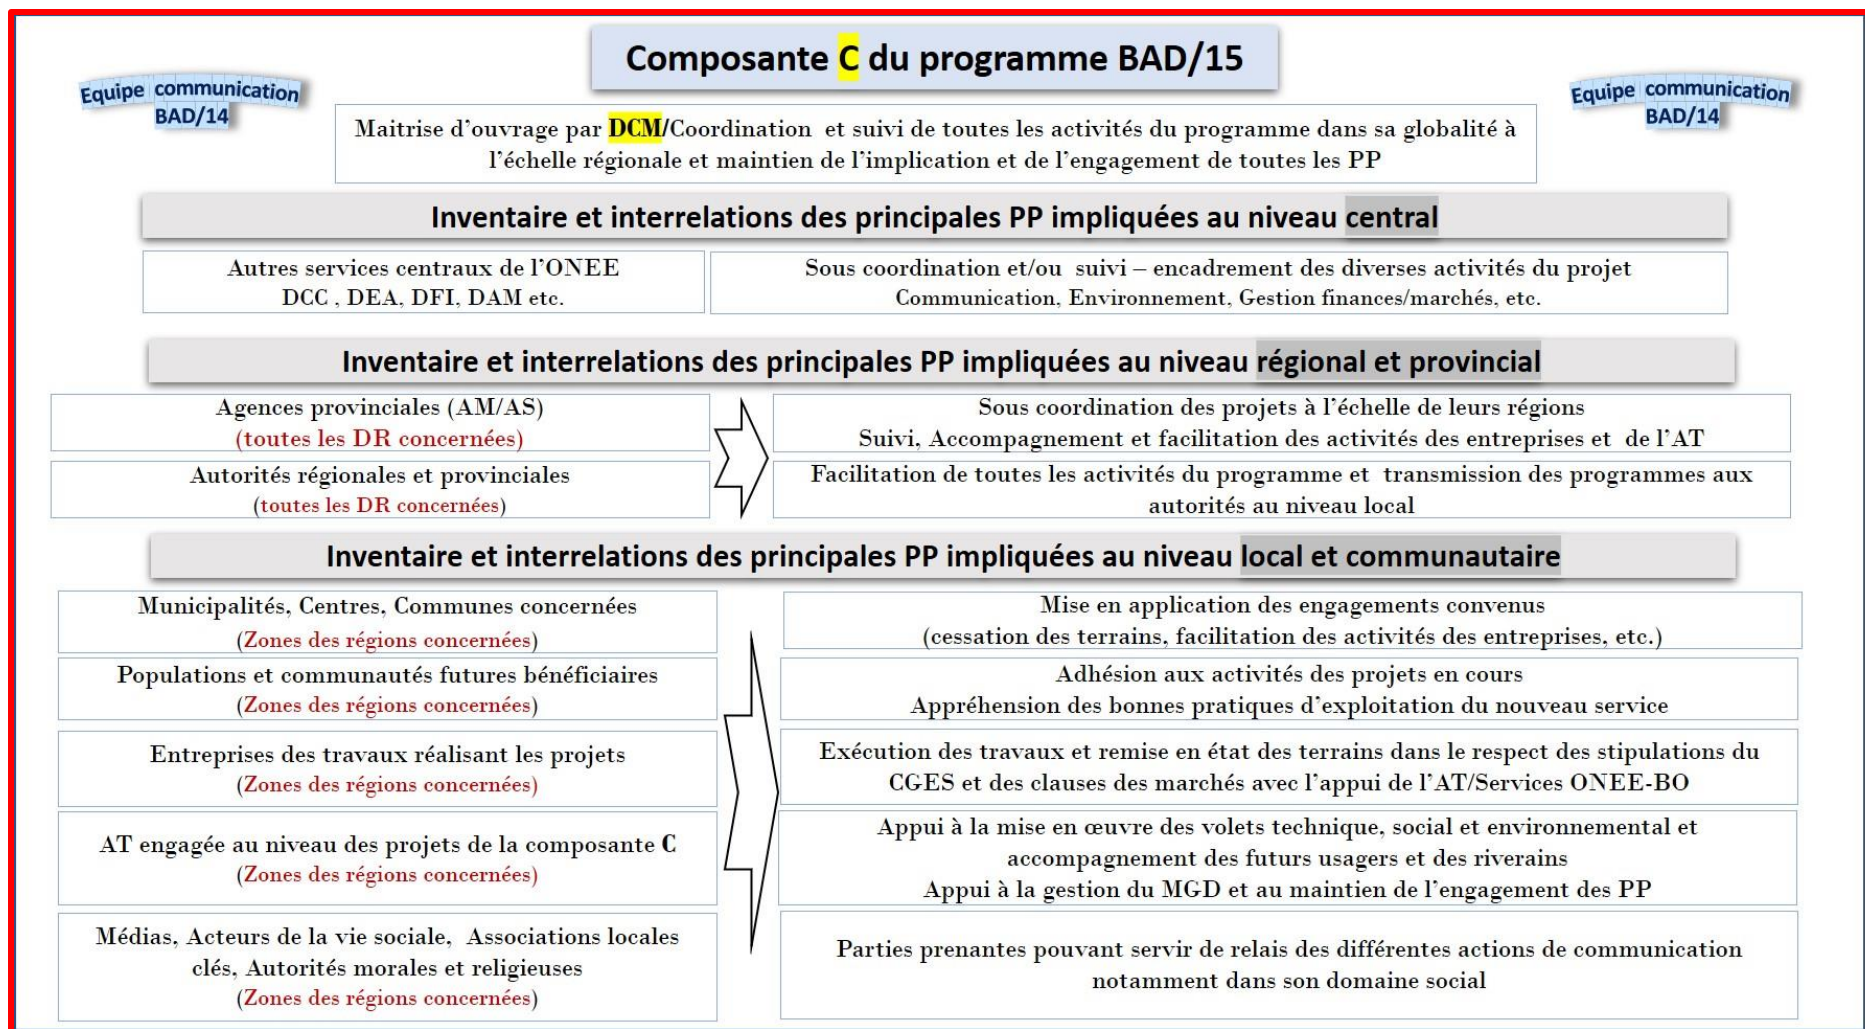 Composante C du programme BAD/15
Equipe communication
BAD/14
Equipe communication
BAD/14
Maitrise d'ouvrage par DCM/Coordination et suivi de toutes les activités du programme dans sa globalité à
l'échelle régionale et maintien de l'implication et de l'engagement de toutes les PP
Inventaire et interrelations des principales PP impliquées au niveau central
Autres services centraux de l'ONEE
DCC , DEA, DFI, DAM etc.
Sous coordination et/ou suivi – encadrement des diverses activités du projet
Communication, Environnement, Gestion finances/marchés, etc.
Inventaire et interrelations des principales PP impliquées au niveau régional et provincial
Agences provinciales (AM/AS)
(toutes les DR concernées)
Sous coordination des projets à l'échelle de leurs régions
Suivi, Accompagnement et facilitation des activités des entreprises et de l'AT
Autorités régionales et provinciales
(toutes les DR concernées)
Facilitation de toutes les activités du programme et transmission des programmes aux
autorités au niveau local
Inventaire et interrelations des principales PP impliquées au niveau local et communautaire
Municipalités, Centres, Communes concernées
(Zones des régions concernées)
Mise en application des engagements convenus
(cessation des terrains, facilitation des activités des entreprises, etc.)
Populations et communautés futures bénéficiaires
(Zones des régions concernées)
Adhésion aux activités des projets en cours
Appréhension des bonnes pratiques d'exploitation du nouveau service
Entreprises des travaux réalisant les projets
(Zones des régions concernées)
Exécution des travaux et remise en état des terrains dans le respect des stipulations du
CGES et des clauses des marchés avec l'appui de l'AT/Services ONEE-BO
AT engagée au niveau des projets de la composante C
(Zones des régions concernées)
Appui à la mise en œuvre des volets technique, social et environnemental et
accompagnement des futurs usagers et des riverains
Appui à la gestion du MGD et au maintien de l'engagement des PP
Médias, Acteurs de la vie sociale, Associations locales
clés, Autorités morales et religieuses
(Zones des régions concernées)
Parties prenantes pouvant servir de relais des différentes actions de communication
notamment dans son domaine social